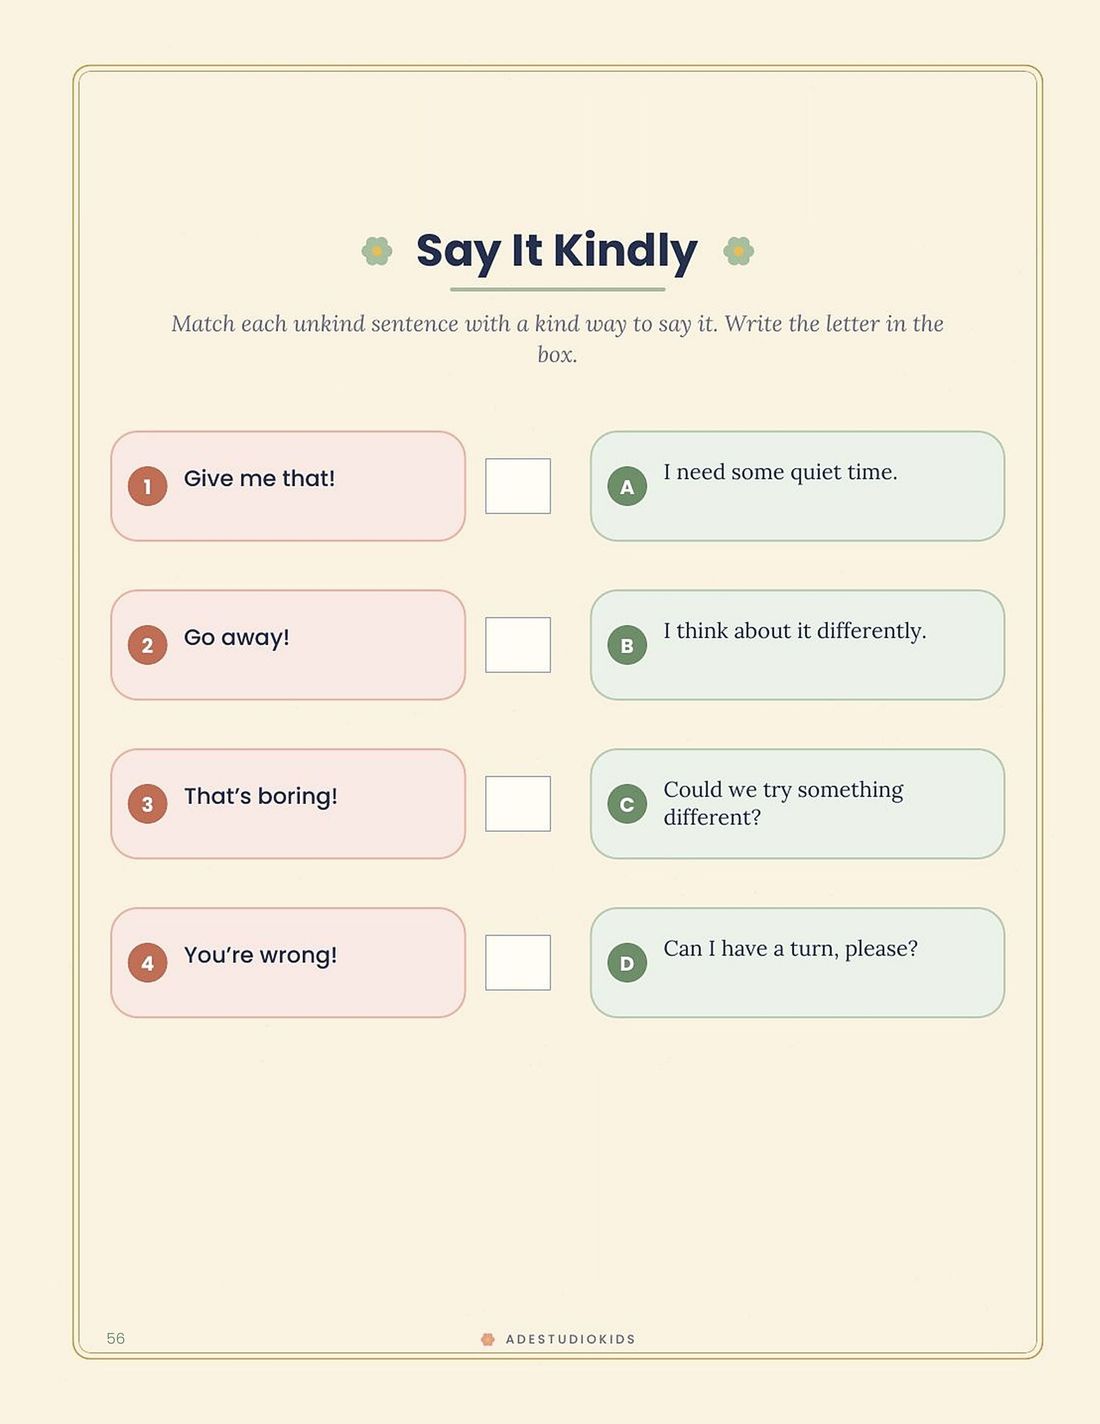 Say It Kindly
Match each unkind sentence with a kind way to say it. Write the letter in the
box.
1 Give me that!
A I need some quiet time.
2 Go away!
B I think about it differently.
3 That’s boring!
C Could we try something
different?
4 You’re wrong!
D Can I have a turn, please?
56
ADESTUDIOKIDS